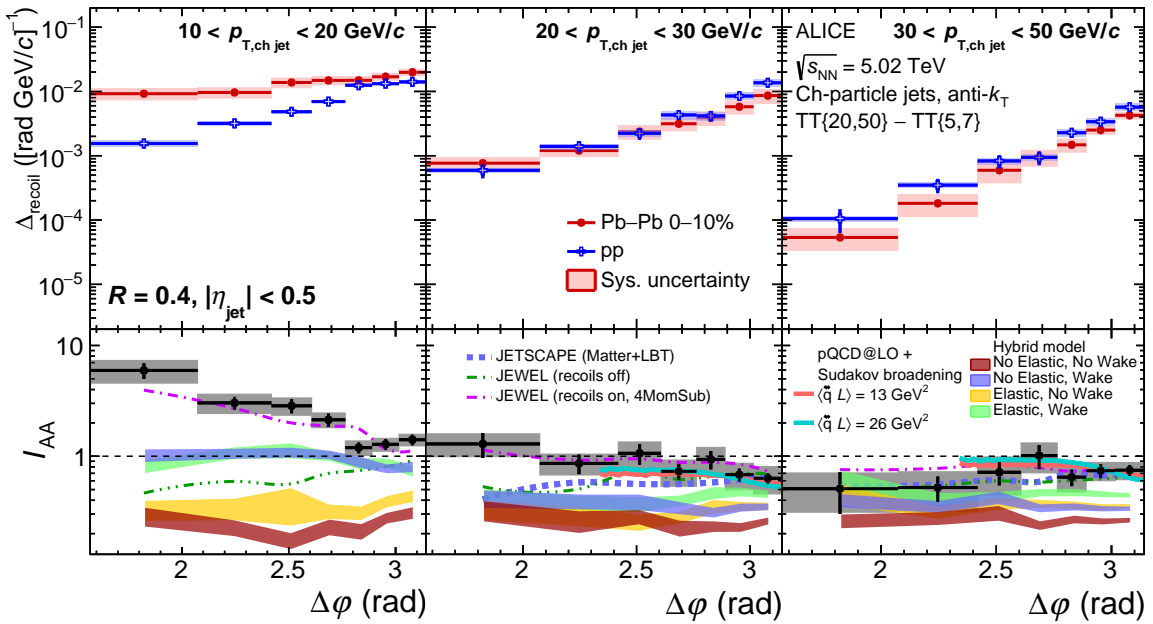 10 < p_T,ch jet < 20 GeV/c
20 < p_T,ch jet < 30 GeV/c
30 < p_T,ch jet < 50 GeV/c
Δ_recoil ([rad GeV/c]⁻¹)
10⁻¹
10⁻²
10⁻³
10⁻⁴
10⁻⁵
R = 0.4, |η_jet| < 0.5
Pb–Pb 0–10%
pp
Sys. uncertainty
ALICE
√s_NN = 5.02 TeV
Ch-particle jets, anti-k_T
TT{20,50} – TT{5,7}
I_AA
10
1
JETSCAPE (Matter+LBT)
JEWEL (recoils off)
JEWEL (recoils on, 4MomSub)
pQCD@LO +
Sudakov broadening
⟨q̂ L⟩ = 13 GeV²
⟨q̂ L⟩ = 26 GeV²
Hybrid model
No Elastic, No Wake
No Elastic, Wake
Elastic, No Wake
Elastic, Wake
2 2.5 3
2 2.5 3
2 2.5 3
Δφ (rad)
Δφ (rad)
Δφ (rad)